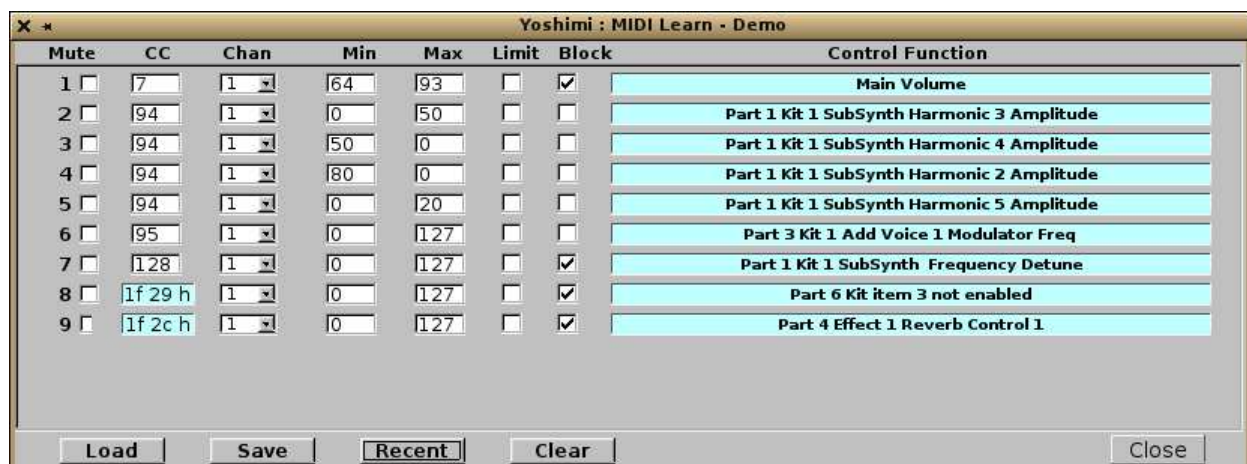 Yoshimi : MIDI Learn - Demo
Mute CC Chan Min Max Limit Block Control Function
1 7 1 64 93 Main Volume
2 94 1 0 50 Part 1 Kit 1 SubSynth Harmonic 3 Amplitude
3 94 1 50 0 Part 1 Kit 1 SubSynth Harmonic 4 Amplitude
4 94 1 80 0 Part 1 Kit 1 SubSynth Harmonic 2 Amplitude
5 94 1 0 20 Part 1 Kit 1 SubSynth Harmonic 5 Amplitude
6 95 1 0 127 Part 3 Kit 1 Add Voice 1 Modulator Freq
7 128 1 0 127 Part 1 Kit 1 SubSynth Frequency Detune
8 1f 29 h 1 0 127 Part 6 Kit item 3 not enabled
9 1f 2c h 1 0 127 Part 4 Effect 1 Reverb Control 1
Load Save Recent Clear Close